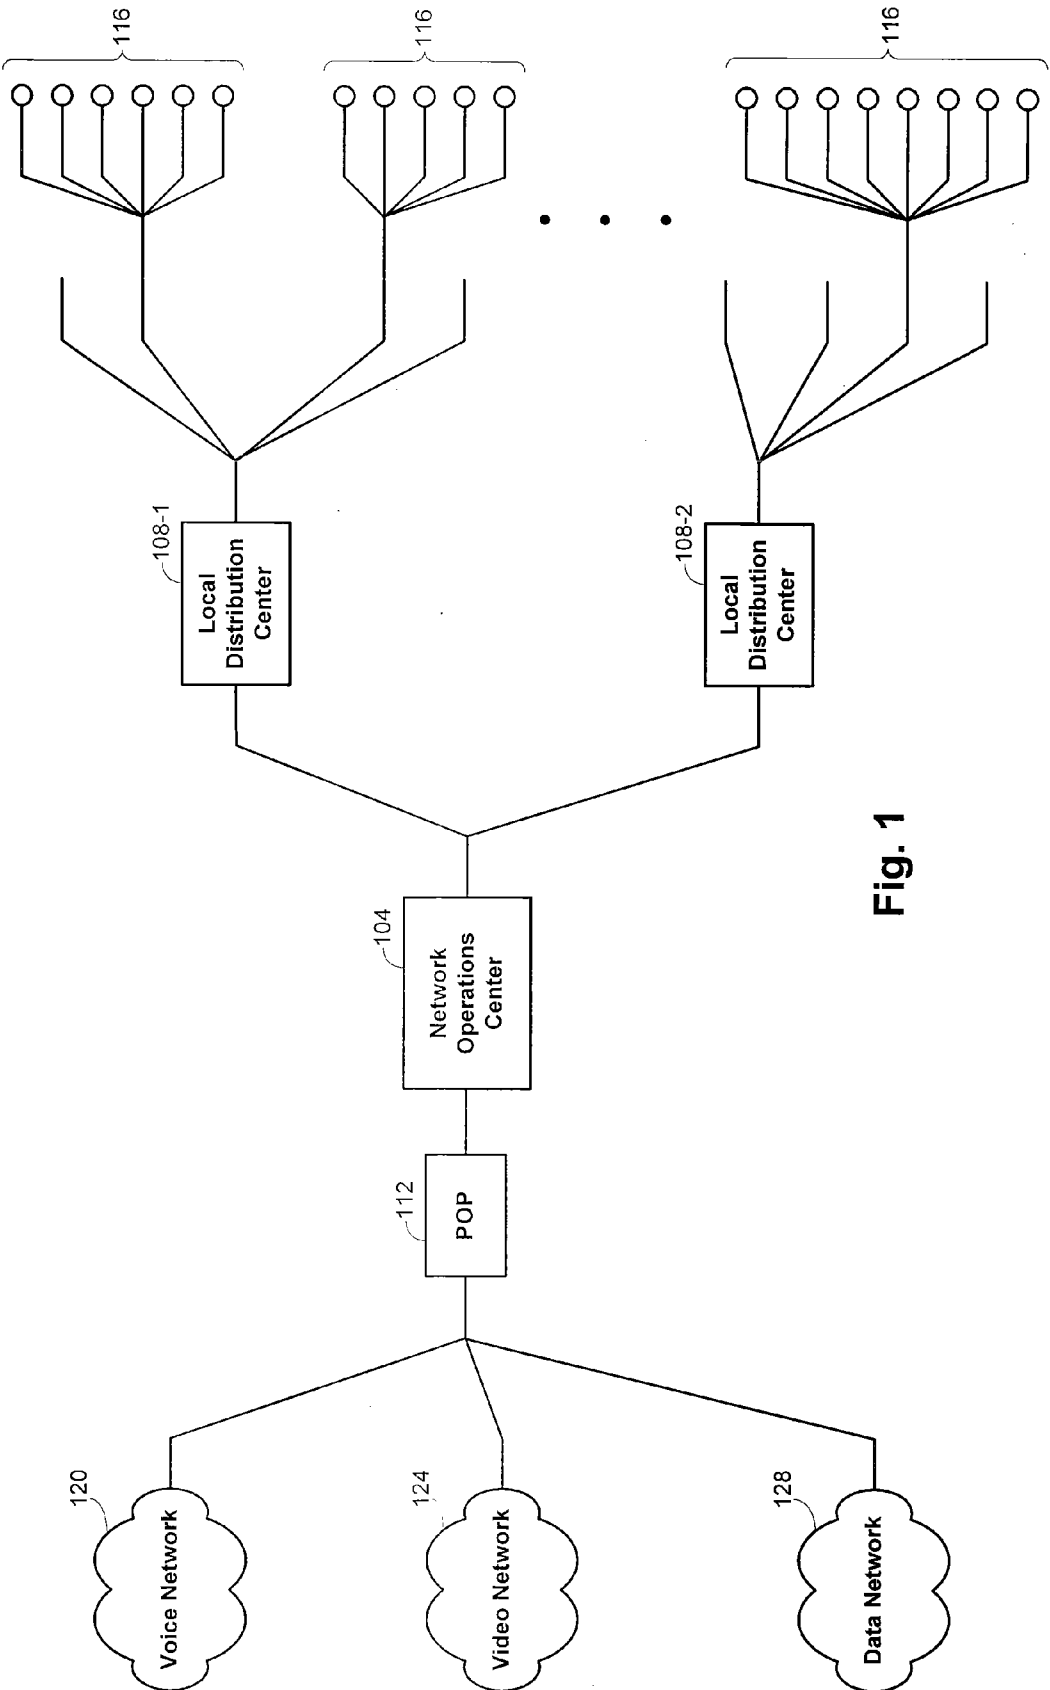 116
116
116
108-1
Local
Distribution
Center
108-2
Local
Distribution
Center
104
Network
Operations
Center
112
POP
120
Voice Network
124
Video Network
128
Data Network
Fig. 1